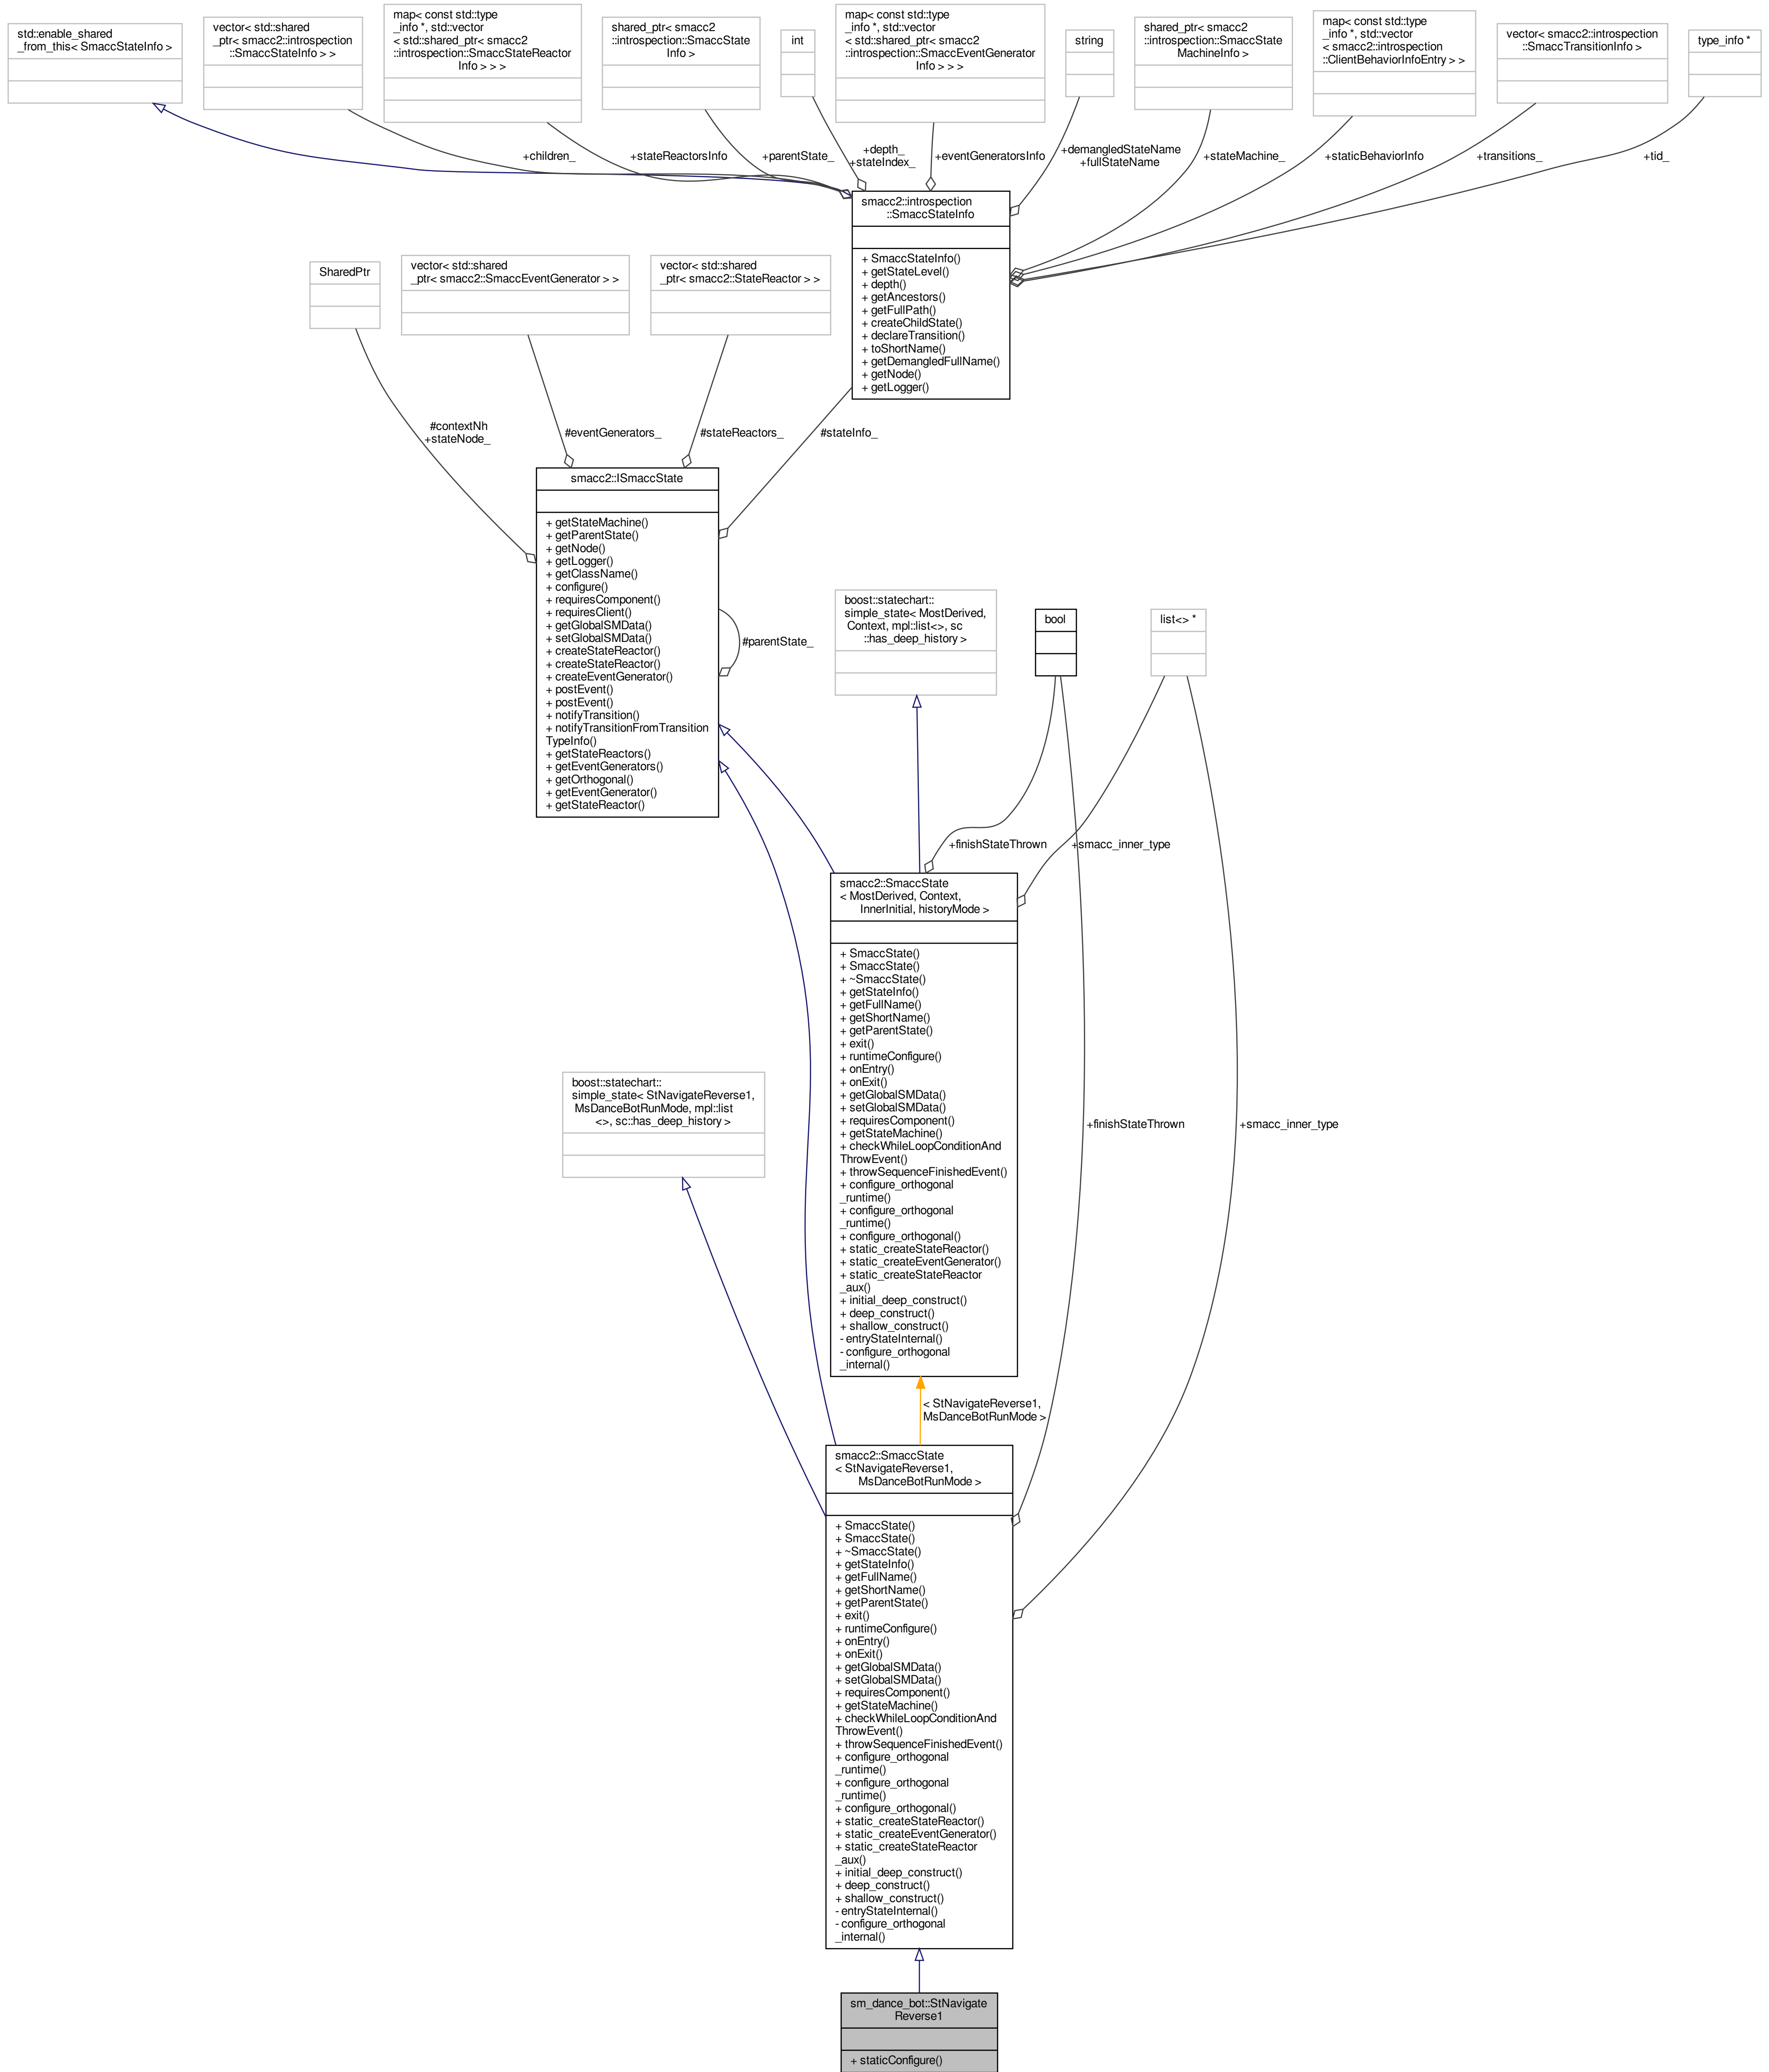 std::enable_shared
_from_this< SmaccStateInfo >
vector< std::shared
_ptr< smacc2::introspection
::SmaccStateInfo > >
map< const std::type
_info *, std::vector
< std::shared_ptr< smacc2
::introspection::SmaccStateReactor
Info > > >
shared_ptr< smacc2
::introspection::SmaccState
Info >
int
map< const std::type
_info *, std::vector
< std::shared_ptr< smacc2
::introspection::SmaccEventGenerator
Info > > >
string
shared_ptr< smacc2
::introspection::SmaccState
MachineInfo >
map< const std::type
_info *, std::vector
< smacc2::introspection
::ClientBehaviorInfoEntry > >
vector< smacc2::introspection
::SmaccTransitionInfo >
type_info *
+children_
+stateReactorsInfo
+parentState_
+depth_
+stateIndex_
+eventGeneratorsInfo
+demangledStateName
+fullStateName
+stateMachine_
+staticBehaviorInfo
+transitions_
+tid_
smacc2::introspection
::SmaccStateInfo
+ SmaccStateInfo()
+ getStateLevel()
+ depth()
+ getAncestors()
+ getFullPath()
+ createChildState()
+ declareTransition()
+ toShortName()
+ getDemangledFullName()
+ getNode()
+ getLogger()
SharedPtr
vector< std::shared
_ptr< smacc2::SmaccEventGenerator > >
vector< std::shared
_ptr< smacc2::StateReactor > >
#contextNh
+stateNode_
#eventGenerators_
#stateReactors_
#stateInfo_
smacc2::ISmaccState
+ getStateMachine()
+ getParentState()
+ getNode()
+ getLogger()
+ getClassName()
+ configure()
+ requiresComponent()
+ requiresClient()
+ getGlobalSMData()
+ setGlobalSMData()
+ createStateReactor()
+ createStateReactor()
+ createEventGenerator()
+ postEvent()
+ postEvent()
+ notifyTransition()
+ notifyTransitionFromTransition
TypeInfo()
+ getStateReactors()
+ getEventGenerators()
+ getOrthogonal()
+ getEventGenerator()
+ getStateReactor()
#parentState_
boost::statechart::
simple_state< MostDerived,
Context, mpl::list<>, sc
::has_deep_history >
bool
list<> *
+finishStateThrown
+smacc_inner_type
smacc2::SmaccState
< MostDerived, Context,
InnerInitial, historyMode >
+ SmaccState()
+ SmaccState()
+ ~SmaccState()
+ getStateInfo()
+ getFullName()
+ getShortName()
+ getParentState()
+ exit()
+ runtimeConfigure()
+ onEntry()
+ onExit()
+ getGlobalSMData()
+ setGlobalSMData()
+ requiresComponent()
+ getStateMachine()
+ checkWhileLoopConditionAnd
ThrowEvent()
+ throwSequenceFinishedEvent()
+ configure_orthogonal
_runtime()
+ configure_orthogonal
_runtime()
+ configure_orthogonal()
+ static_createStateReactor()
+ static_createEventGenerator()
+ static_createStateReactor
_aux()
+ initial_deep_construct()
+ deep_construct()
+ shallow_construct()
- entryStateInternal()
- configure_orthogonal
_internal()
boost::statechart::
simple_state< StNavigateReverse1,
MsDanceBotRunMode, mpl::list
<>, sc::has_deep_history >
+finishStateThrown
+smacc_inner_type
< StNavigateReverse1,
MsDanceBotRunMode >
smacc2::SmaccState
< StNavigateReverse1,
MsDanceBotRunMode >
+ SmaccState()
+ SmaccState()
+ ~SmaccState()
+ getStateInfo()
+ getFullName()
+ getShortName()
+ getParentState()
+ exit()
+ runtimeConfigure()
+ onEntry()
+ onExit()
+ getGlobalSMData()
+ setGlobalSMData()
+ requiresComponent()
+ getStateMachine()
+ checkWhileLoopConditionAnd
ThrowEvent()
+ throwSequenceFinishedEvent()
+ configure_orthogonal
_runtime()
+ configure_orthogonal
_runtime()
+ configure_orthogonal()
+ static_createStateReactor()
+ static_createEventGenerator()
+ static_createStateReactor
_aux()
+ initial_deep_construct()
+ deep_construct()
+ shallow_construct()
- entryStateInternal()
- configure_orthogonal
_internal()
sm_dance_bot::StNavigate
Reverse1
+ staticConfigure()